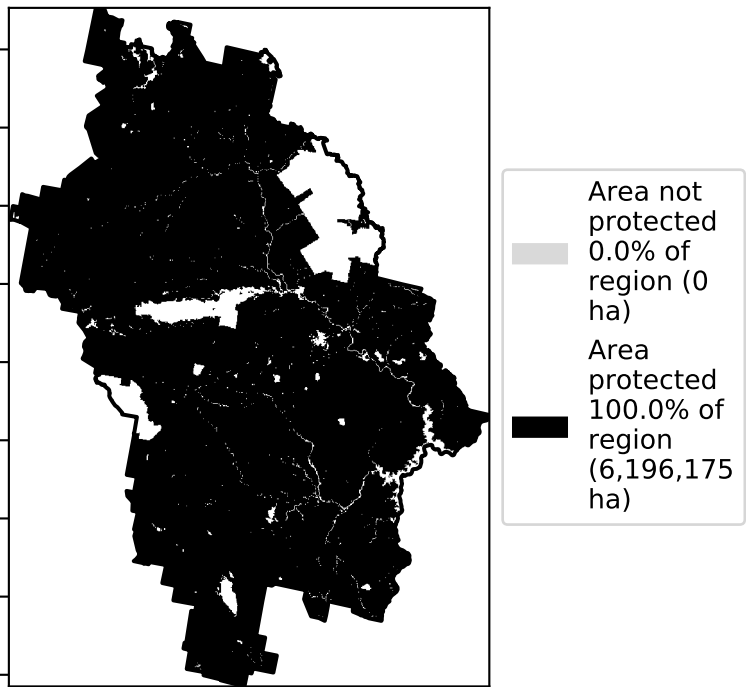 Area not
protected
0.0% of
region (0
ha)
Area
protected
100.0% of
region
(6,196,175
ha)